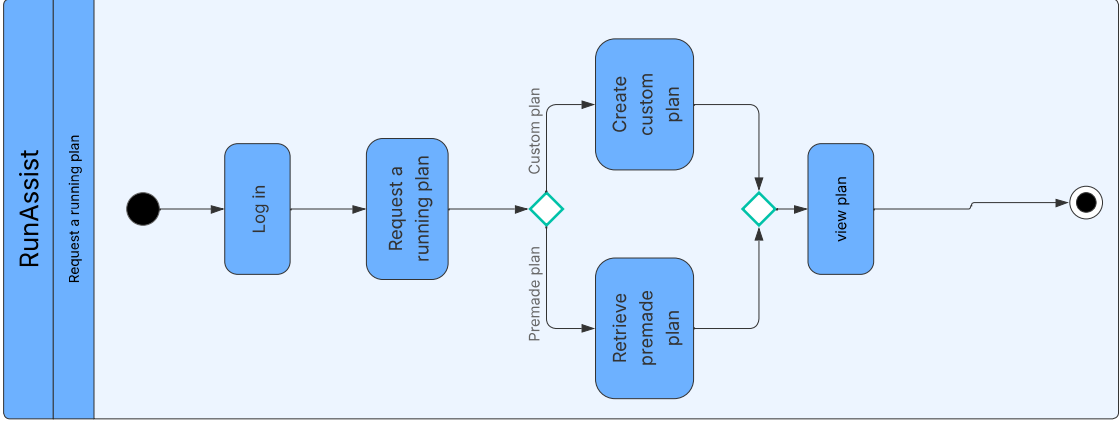 RunAssist
Request a running plan
Log in
Request a
running plan
Custom plan
Premade plan
Create
custom
plan
Retrieve
premade
plan
view plan